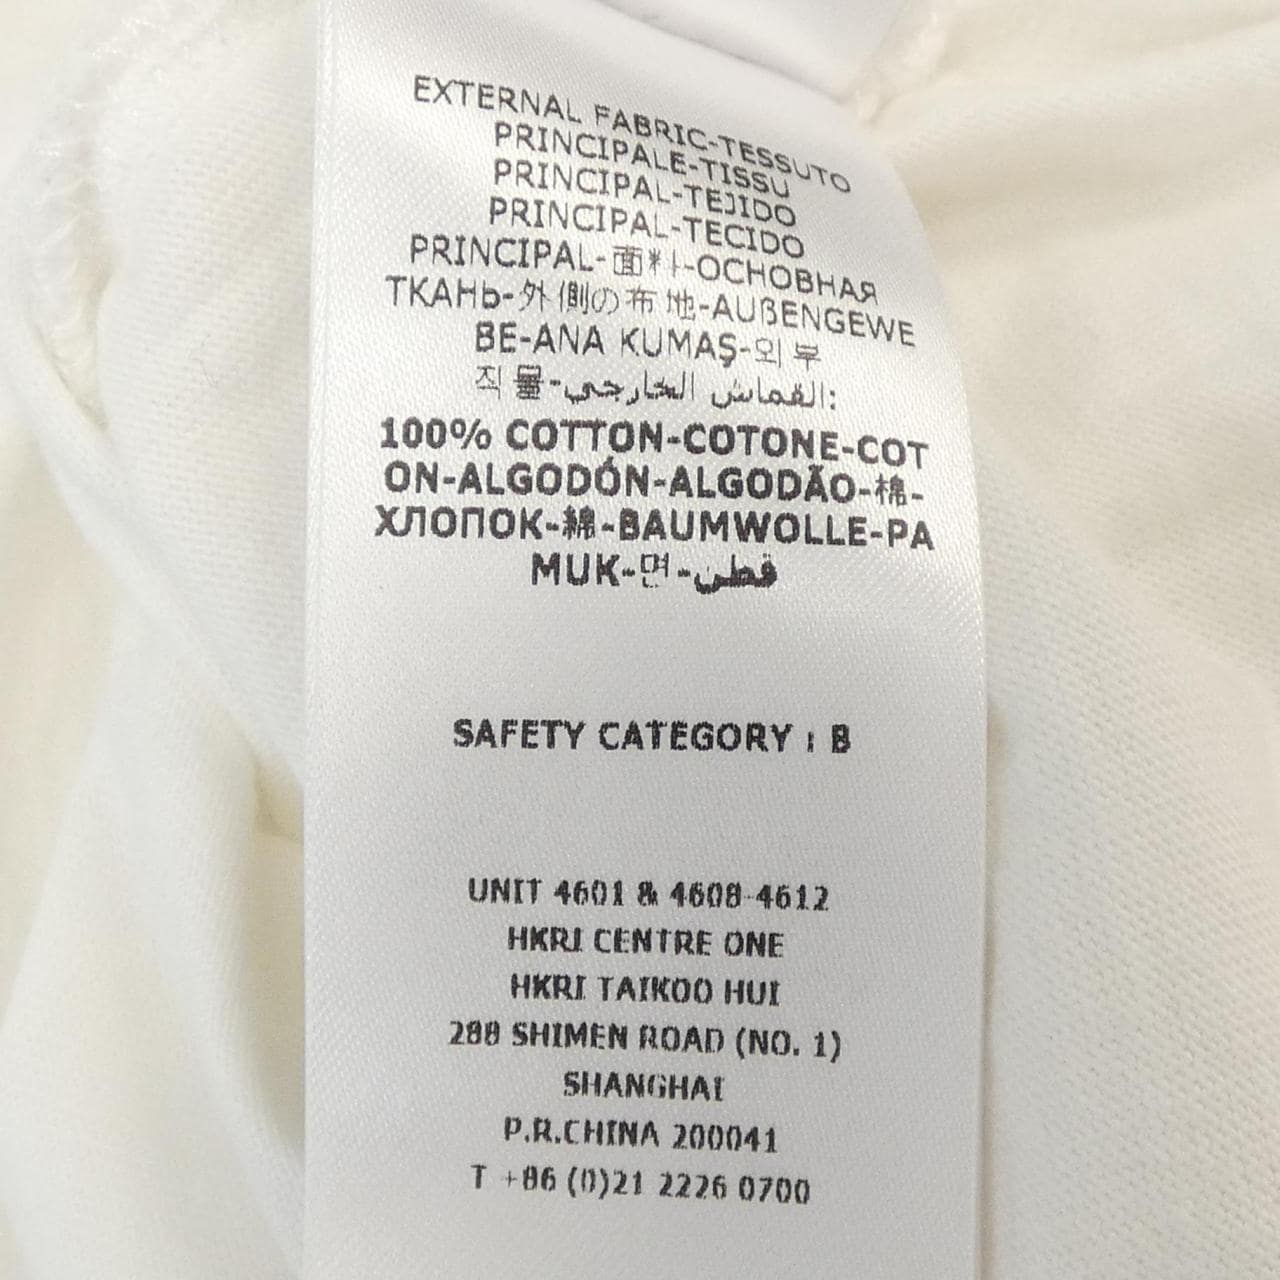 EXTERNAL FABRIC-TESSUTO
PRINCIPALE-TISSU
PRINCIPAL-TEJIDO
PRINCIPAL-TECIDO
PRINCIPAL-面料-ОСНОВНАЯ
ТКАНЬ-外側の布地-AUßENGEWE
BE-ANA KUMAŞ-외부
직물-القماش الخارجي:
100% COTTON-COTONE-COT
ON-ALGODÓN-ALGODÃO-棉-
ХЛОПОК-綿-BAUMWOLLE-PA
MUK-면-قطن
SAFETY CATEGORY : B
UNIT 4601 & 4608-4612
HKRI CENTRE ONE
HKRI TAIKOO HUI
288 SHIMEN ROAD (NO. 1)
SHANGHAI
P.R.CHINA 200041
T +86 (0)21 2226 0700